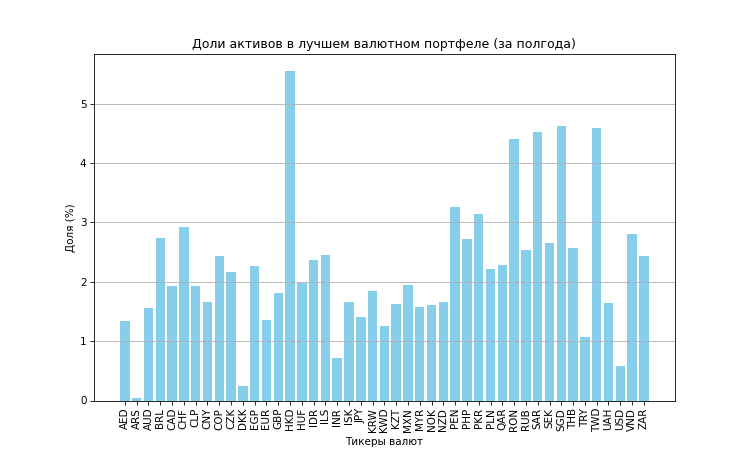 Доли активов в лучшем валютном портфеле (за полгода)
Доля (%)
5
4
3
2
1
0
AED ARS AUD BRL CAD CHF CLP CNY COP CZK DKK EGP EUR GBP HKD HUF IDR ILS INR ISK JPY KRW KWD KZT MXN MYR NOK NZD PEN PHP PKR PLN QAR RON RUB SAR SEK SGD THB TRY TWD UAH USD VND ZAR
Тикеры валют